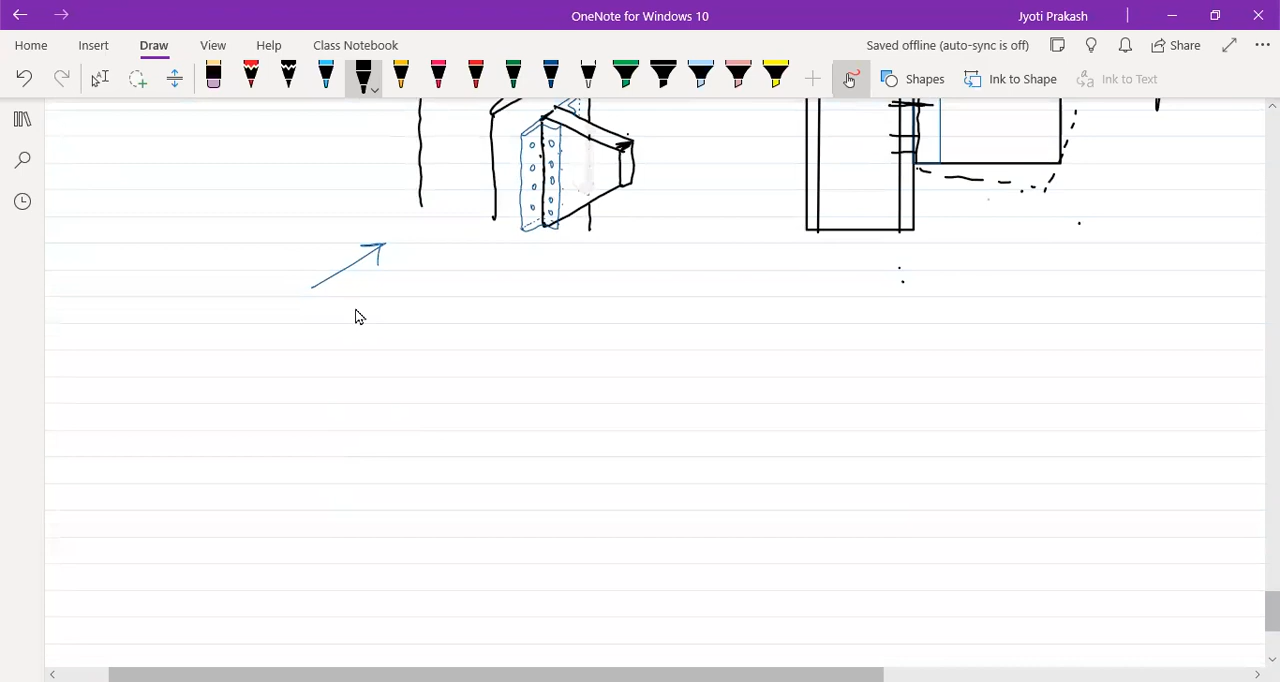 OneNote for Windows 10
Jyoti Prakash
Home Insert Draw View Help Class Notebook
Saved offline (auto-sync is off) Share
Shapes Ink to Shape Ink to Text